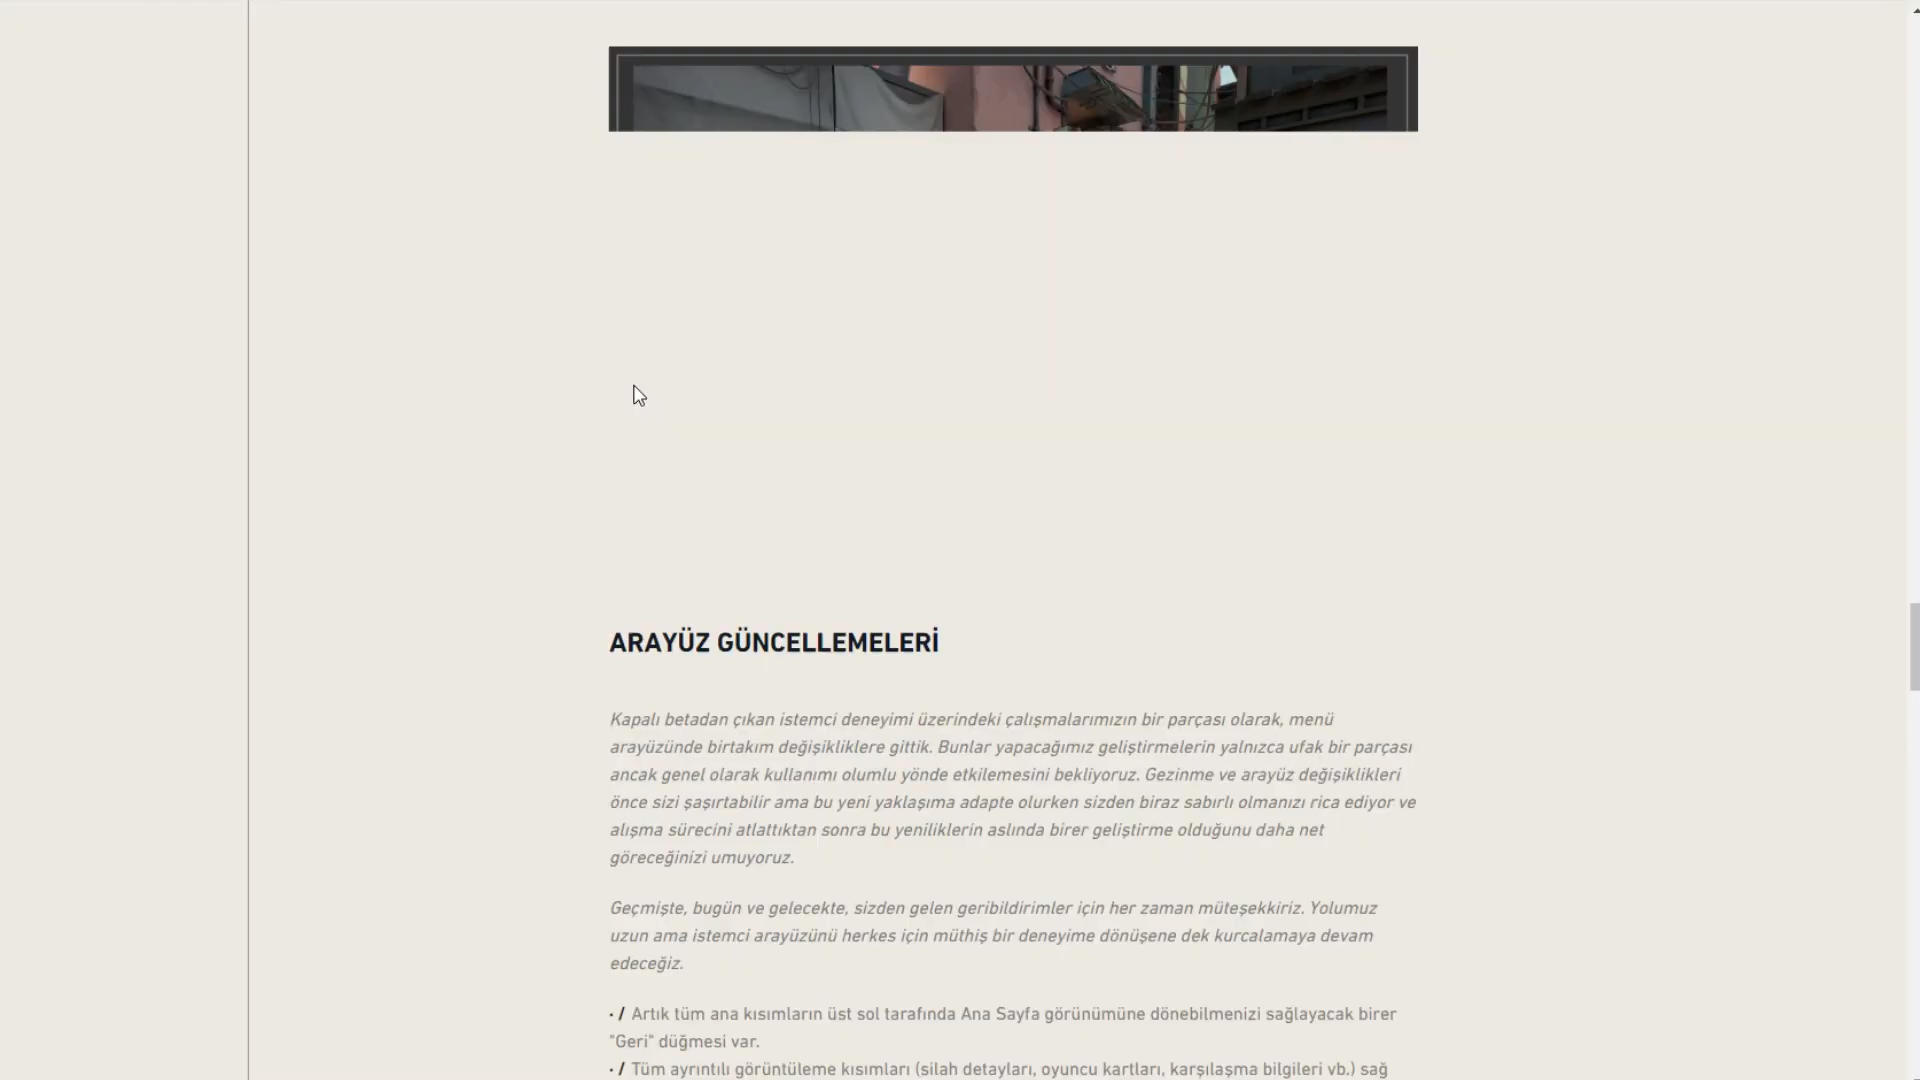 ARAYÜZ GÜNCELLEMELERİ
Kapalı betadan çıkan istemci deneyimi üzerindeki çalışmalarımızın bir parçası olarak, menü
arayüzünde birtakım değişikliklere gittik. Bunlar yapacağımız geliştirmelerin yalnızca ufak bir parçası
ancak genel olarak kullanımı olumlu yönde etkilemesini bekliyoruz. Gezinme ve arayüz değişiklikleri
önce sizi şaşırtabilir ama bu yeni yaklaşıma adapte olurken sizden biraz sabırlı olmanızı rica ediyor ve
alışma sürecini atlattıktan sonra bu yeniliklerin aslında birer geliştirme olduğunu daha net
göreceğinizi umuyoruz.
Geçmişte, bugün ve gelecekte, sizden gelen geribildirimler için her zaman müteşekkiriz. Yolumuz
uzun ama istemci arayüzünü herkes için müthiş bir deneyime dönüşene dek kurcalamaya devam
edeceğiz.
· / Artık tüm ana kısımların üst sol tarafında Ana Sayfa görünümüne dönebilmenizi sağlayacak birer
"Geri" düğmesi var.
· / Tüm ayrıntılı görüntüleme kısımları (silah detayları, oyuncu kartları, karşılaşma bilgileri vb.) sağ